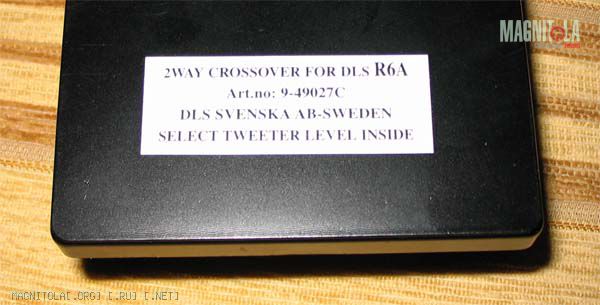 MAGNITOLA
2WAY CROSSOVER FOR DLS R6A
Art.no: 9-49027C
DLS SVENSKA AB-SWEDEN
SELECT TWEETER LEVEL INSIDE
MAGNITOLA[.ORG] [.RU] [.NET]